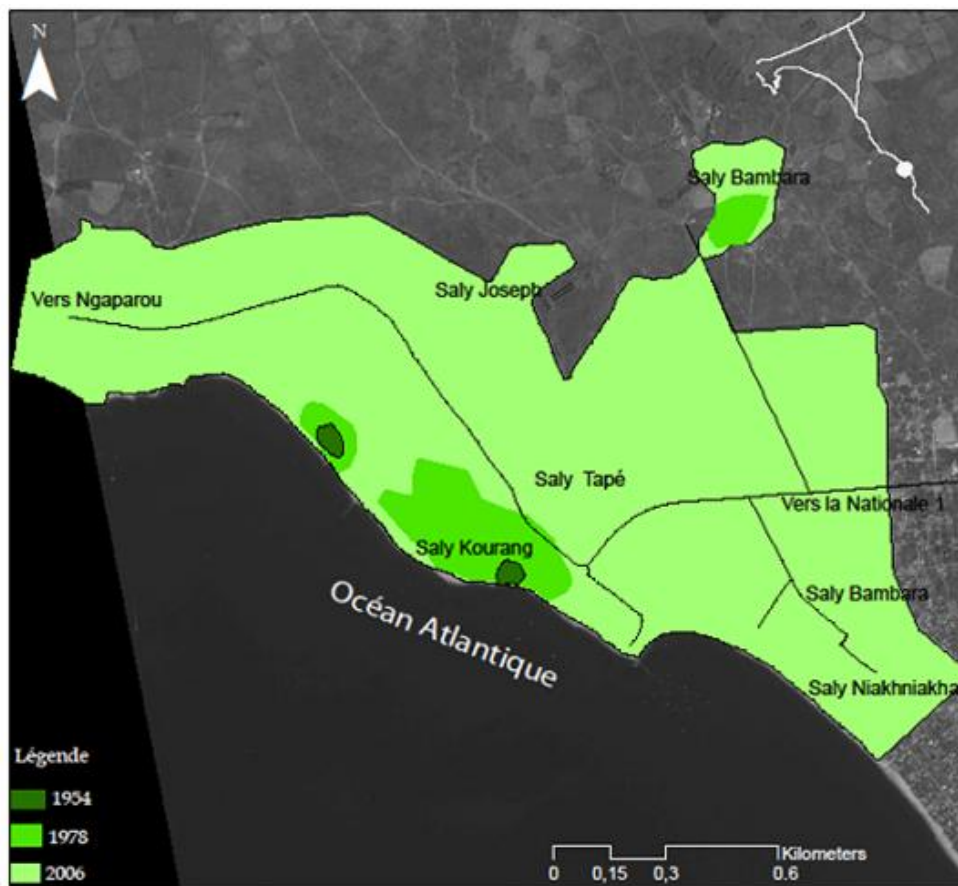 N
Saly Bambara
Saly Joseph
Vers Ngaparou
Saly Tapé
Vers la Nationale 1
Saly Kourang
Saly Bambara
Océan Atlantique
Saly Niakhniakha
Légende
1954
1978
2006
Kilometers
0 0,15 0,3 0.6